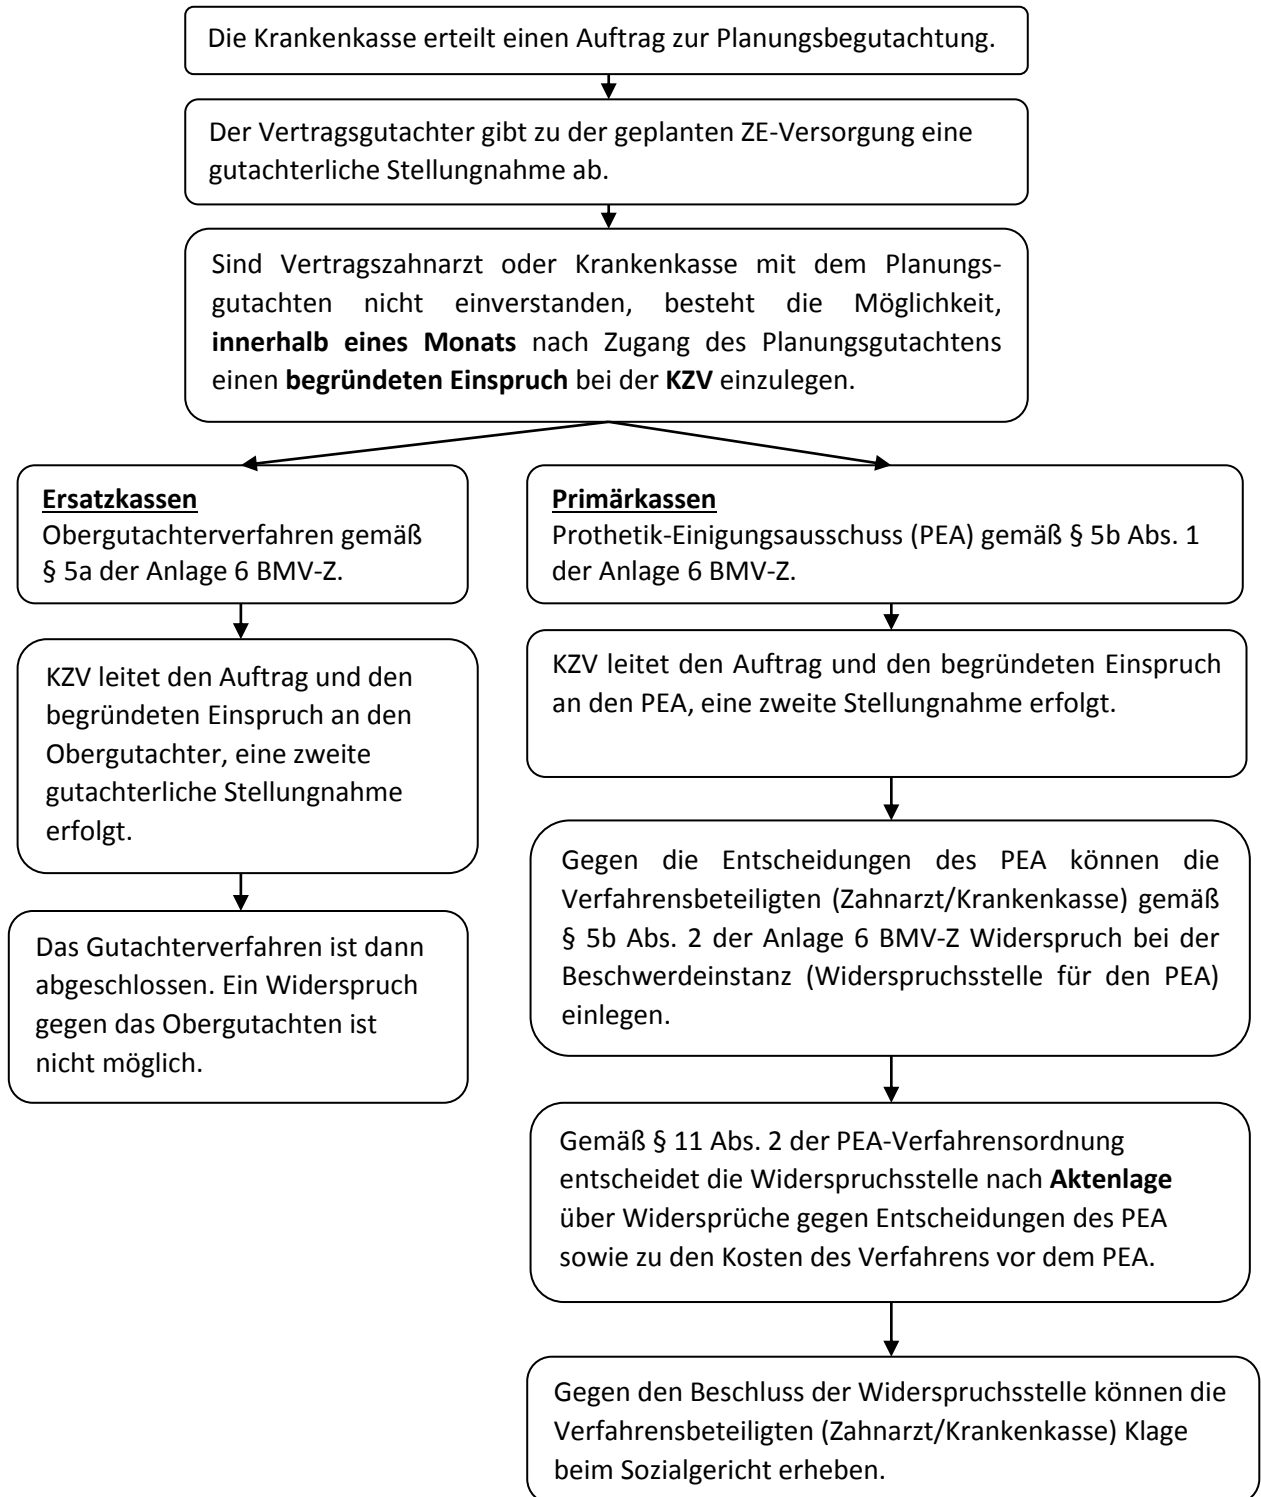 Die Krankenkasse erteilt einen Auftrag zur Planungsbegutachtung.
Der Vertragsgutachter gibt zu der geplanten ZE-Versorgung eine
gutachterliche Stellungnahme ab.
Sind Vertragszahnarzt oder Krankenkasse mit dem Planungs-
gutachten nicht einverstanden, besteht die Möglichkeit,
innerhalb eines Monats nach Zugang des Planungsgutachtens
einen begründeten Einspruch bei der KZV einzulegen.
Ersatzkassen
Obergutachterverfahren gemäß
§ 5a der Anlage 6 BMV-Z.
KZV leitet den Auftrag und den
begründeten Einspruch an den
Obergutachter, eine zweite
gutachterliche Stellungnahme
erfolgt.
Das Gutachterverfahren ist dann
abgeschlossen. Ein Widerspruch
gegen das Obergutachten ist
nicht möglich.
Primärkassen
Prothetik-Einigungsausschuss (PEA) gemäß § 5b Abs. 1
der Anlage 6 BMV-Z.
KZV leitet den Auftrag und den begründeten Einspruch
an den PEA, eine zweite Stellungnahme erfolgt.
Gegen die Entscheidungen des PEA können die
Verfahrensbeteiligten (Zahnarzt/Krankenkasse) gemäß
§ 5b Abs. 2 der Anlage 6 BMV-Z Widerspruch bei der
Beschwerdeinstanz (Widerspruchsstelle für den PEA)
einlegen.
Gemäß § 11 Abs. 2 der PEA-Verfahrensordnung
entscheidet die Widerspruchsstelle nach Aktenlage
über Widersprüche gegen Entscheidungen des PEA
sowie zu den Kosten des Verfahrens vor dem PEA.
Gegen den Beschluss der Widerspruchsstelle können die
Verfahrensbeteiligten (Zahnarzt/Krankenkasse) Klage
beim Sozialgericht erheben.